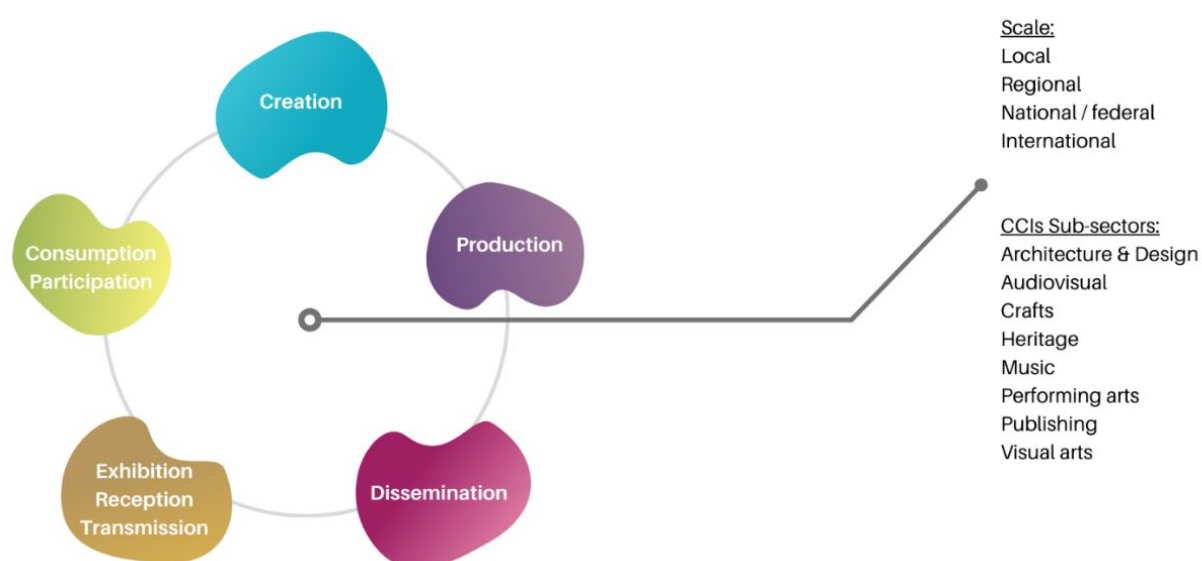 Creation
Production
Dissemination
Exhibition
Reception
Transmission
Consumption
Participation
Scale:
Local
Regional
National / federal
International
CCIs Sub-sectors:
Architecture & Design
Audiovisual
Crafts
Heritage
Music
Performing arts
Publishing
Visual arts